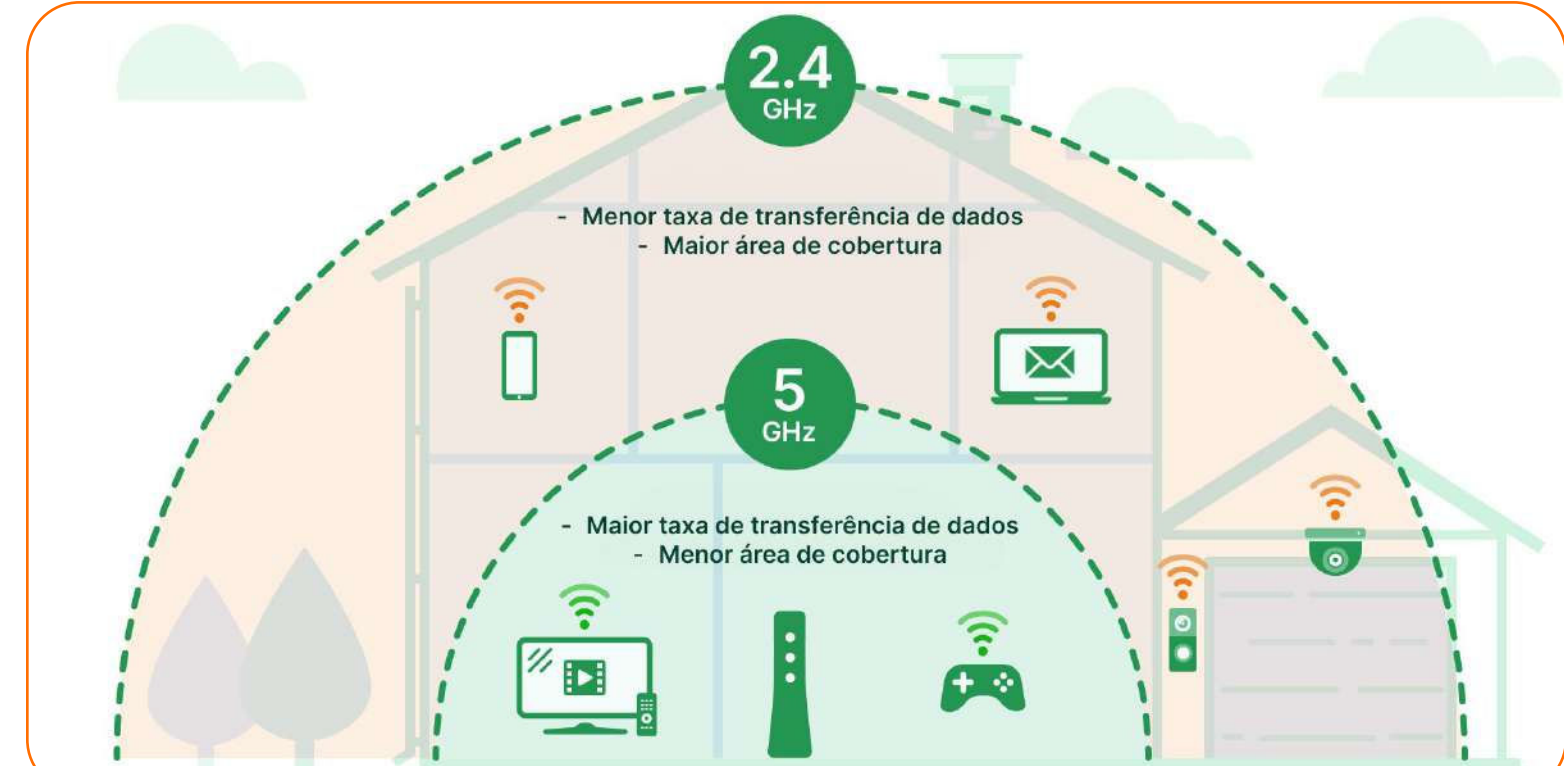 2.4
GHz
- Menor taxa de transferência de dados
- Maior área de cobertura
5
GHz
- Maior taxa de transferência de dados
- Menor área de cobertura